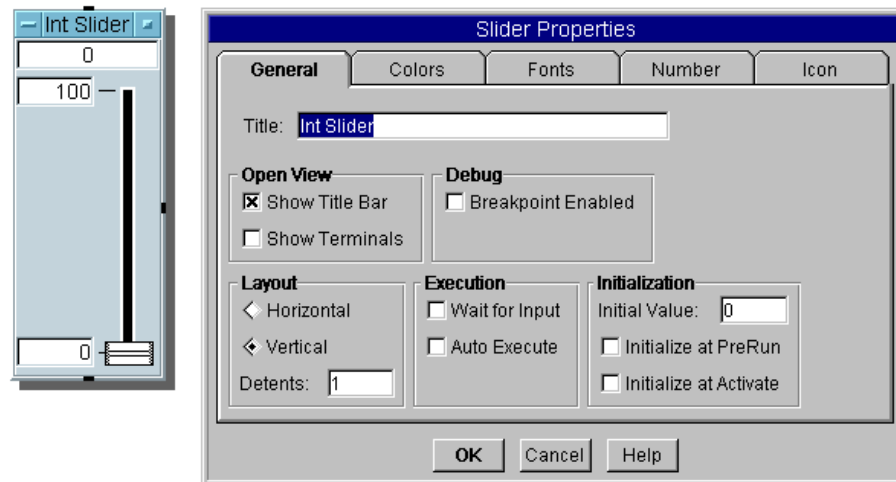 Int Slider
0
100
0
Slider Properties
General Colors Fonts Number Icon
Title: Int Slider
Open View
Show Title Bar
Show Terminals
Debug
Breakpoint Enabled
Layout
Horizontal
Vertical
Detents: 1
Execution
Wait for Input
Auto Execute
Initialization
Initial Value: 0
Initialize at PreRun
Initialize at Activate
OK Cancel Help